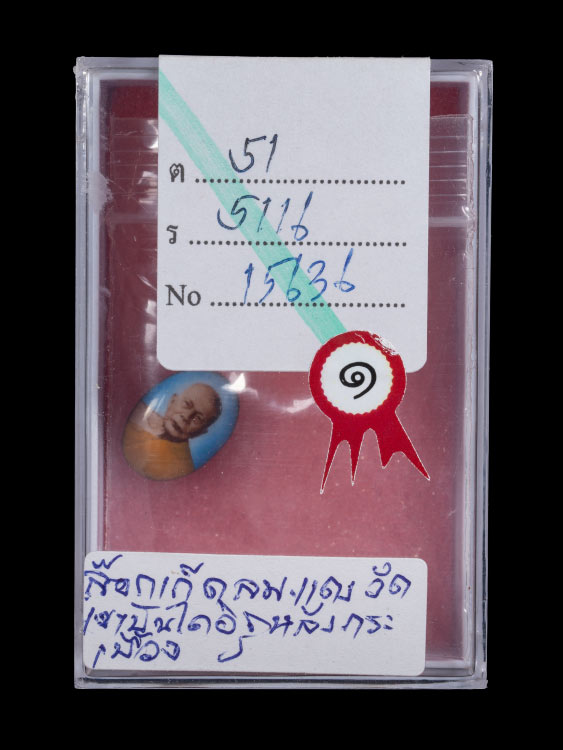 ต 51
ร 5116
No 15636
๑
ล็อกเก็ต ลพ.แดง วัด
เขาบันไดอิฐ หลังกระ
เบื้อง